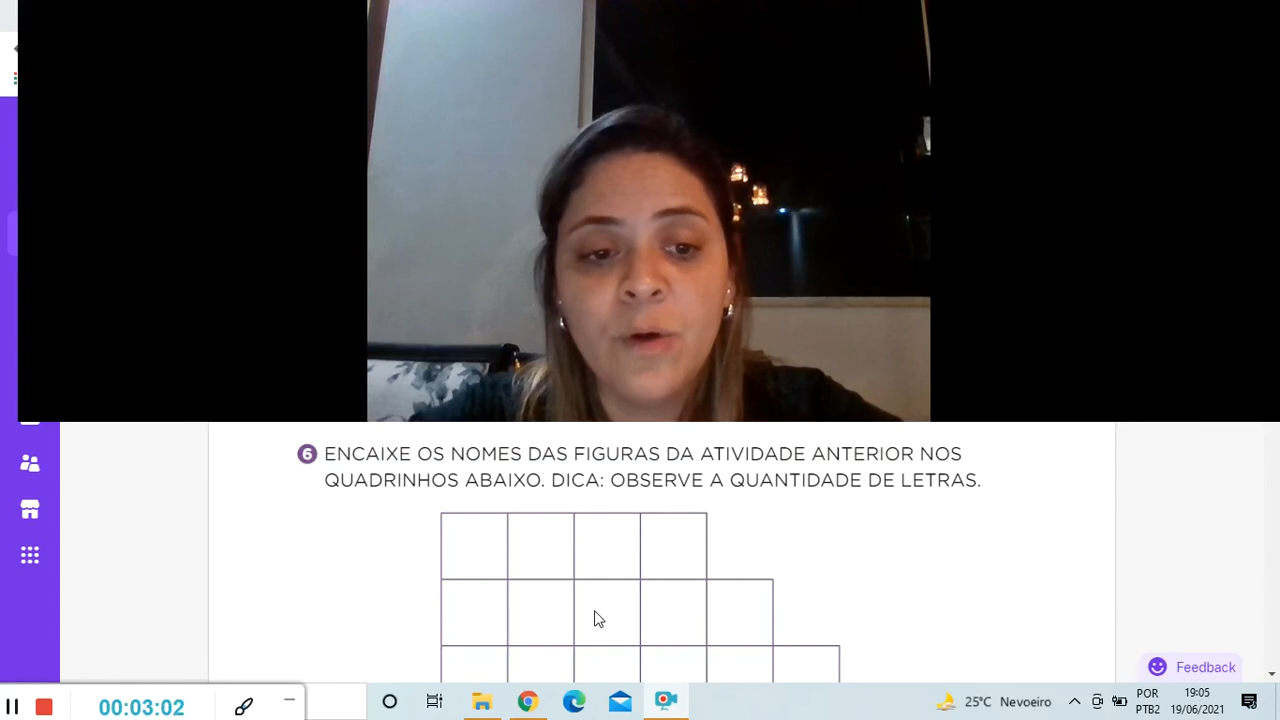 6 ENCAIXE OS NOMES DAS FIGURAS DA ATIVIDADE ANTERIOR NOS
QUADRINHOS ABAIXO. DICA: OBSERVE A QUANTIDADE DE LETRAS.
Feedback
00:03:02
25°C Nevoeiro
POR
PTB2
19:05
19/06/2021